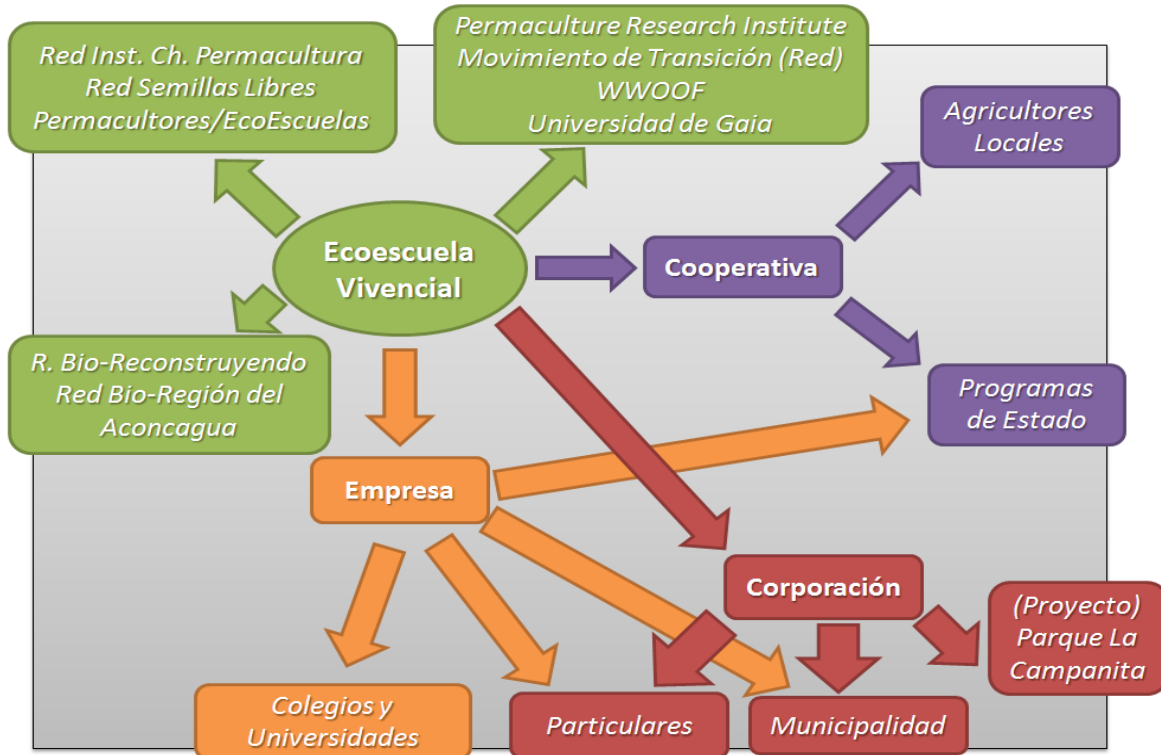 Red Inst. Ch. Permacultura
Red Semillas Libres
Permacultores/EcoEscuelas
Permaculture Research Institute
Movimiento de Transición (Red)
WWOOF
Universidad de Gaia
Agricultores
Locales
Ecoescuela
Vivencial
Cooperativa
R. Bio-Reconstruyendo
Red Bio-Región del
Aconcagua
Programas
de Estado
Empresa
Corporación
(Proyecto)
Parque La
Campanita
Colegios y
Universidades
Particulares
Municipalidad